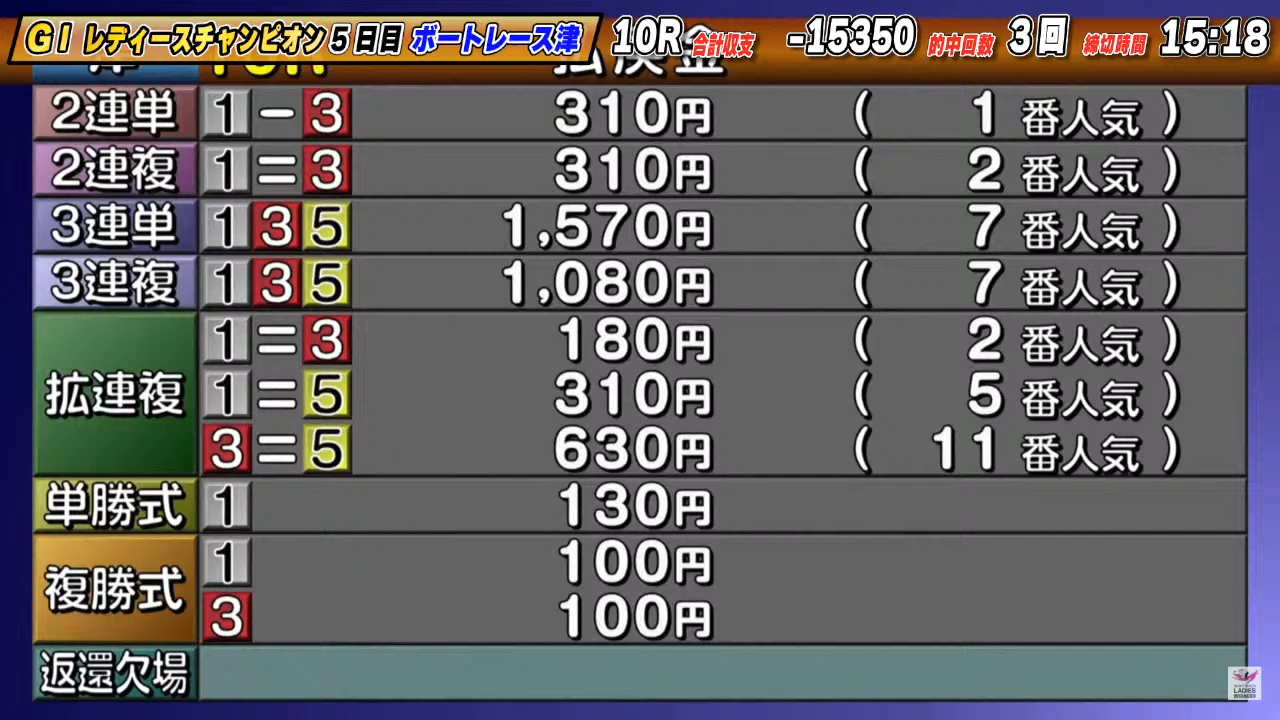 GI レディースチャンピオン 5日目 ボートレース津 10R 合計収支 -15350 的中回数 3回 締切時間 15:18
2連単 1-3 310円 ( 1 番人気 )
2連複 1=3 310円 ( 2 番人気 )
3連単 1 3 5 1,570円 ( 7 番人気 )
3連複 1 3 5 1,080円 ( 7 番人気 )
拡連複 1=3 180円 ( 2 番人気 )
1=5 310円 ( 5 番人気 )
3=5 630円 ( 11 番人気 )
単勝式 1 130円
複勝式 1 100円
3 100円
返還欠場
LADIES